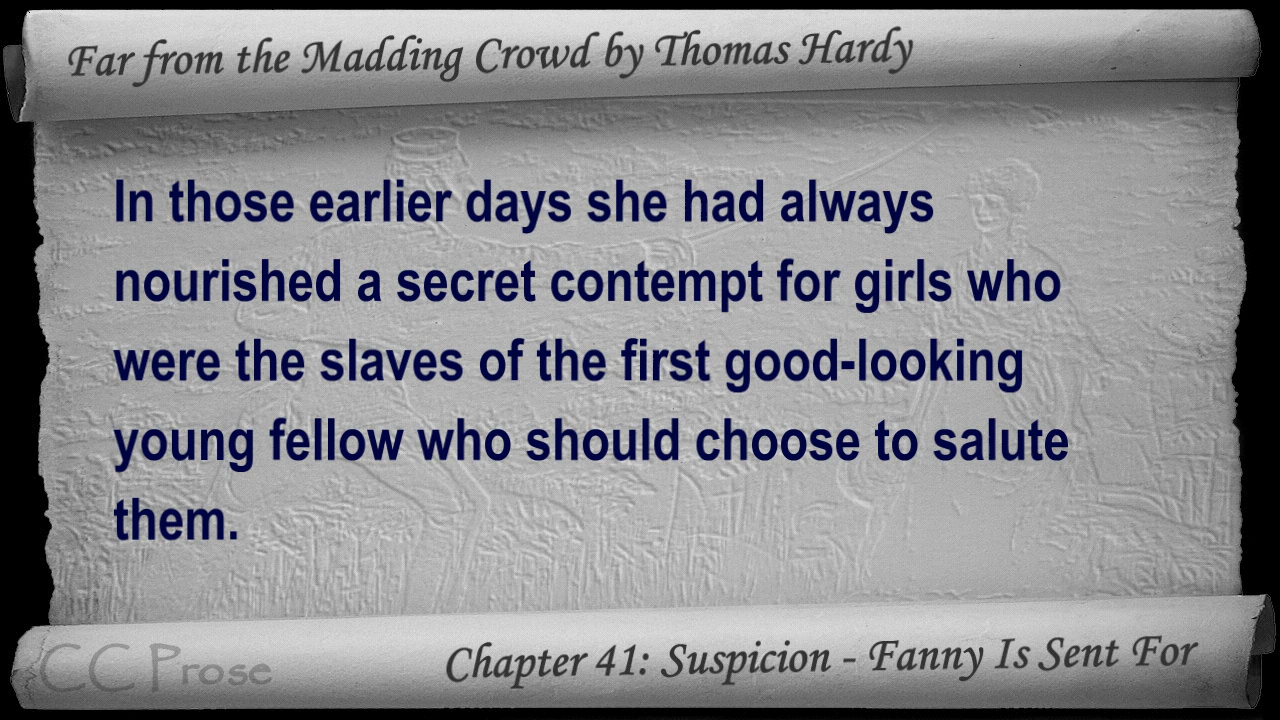 Far from the Madding Crowd by Thomas Hardy
In those earlier days she had always
nourished a secret contempt for girls who
were the slaves of the first good-looking
young fellow who should choose to salute
them.
CC Prose
Chapter 41: Suspicion - Fanny Is Sent For